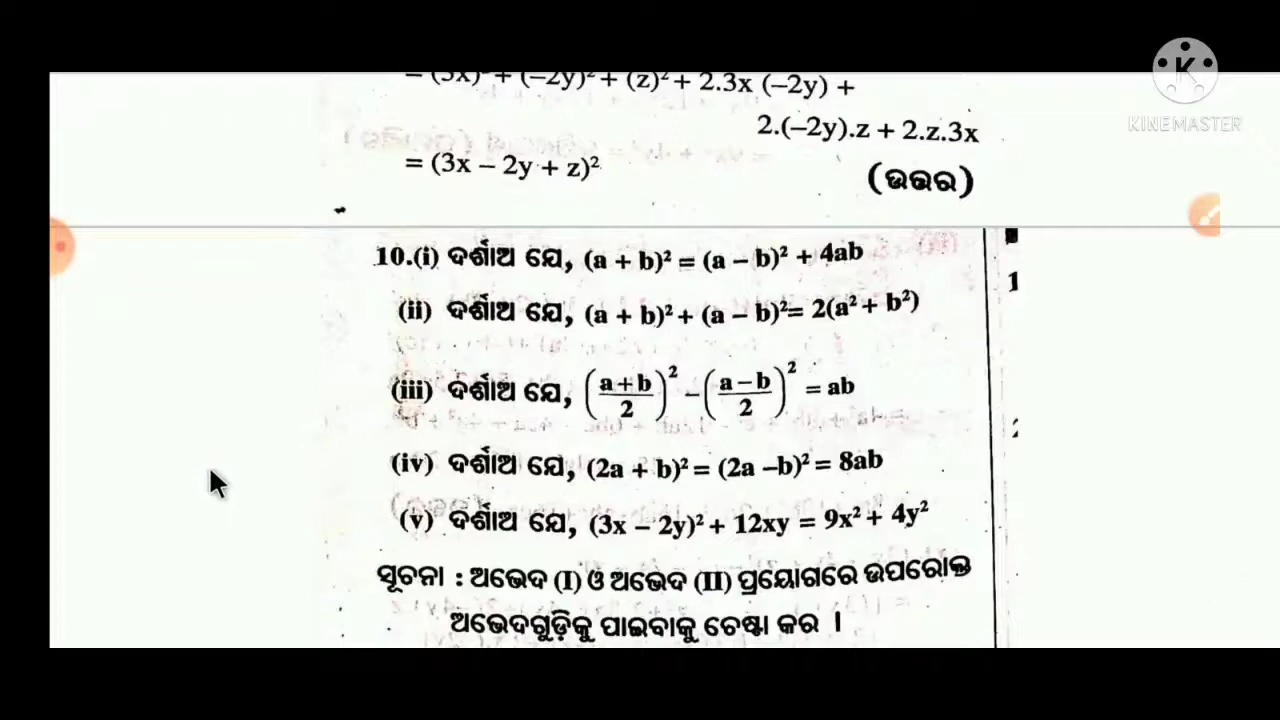 = (3x)² + (−2y)² + (z)² + 2.3x (−2y) +
2.(−2y).z + 2.z.3x
= (3x − 2y + z)²
(ଉତ୍ତର)
K
KINEMASTER
10.(i) ଦର୍ଶାଅ ଯେ, (a + b)² = (a − b)² + 4ab
(ii) ଦର୍ଶାଅ ଯେ, (a + b)² + (a − b)² = 2(a² + b²)
(iii) ଦର୍ଶାଅ ଯେ, ((a+b)/2)² − ((a−b)/2)² = ab
(iv) ଦର୍ଶାଅ ଯେ, (2a + b)² = (2a −b)² = 8ab
(v) ଦର୍ଶାଅ ଯେ, (3x − 2y)² + 12xy = 9x² + 4y²
ସୂଚନା : ଅଭେଦ (I) ଓ ଅଭେଦ (II) ପ୍ରୟୋଗରେ ଉପରୋକ୍ତ
ଅଭେଦଗୁଡ଼ିକୁ ପାଇବାକୁ ଚେଷ୍ଟା କର ।
1